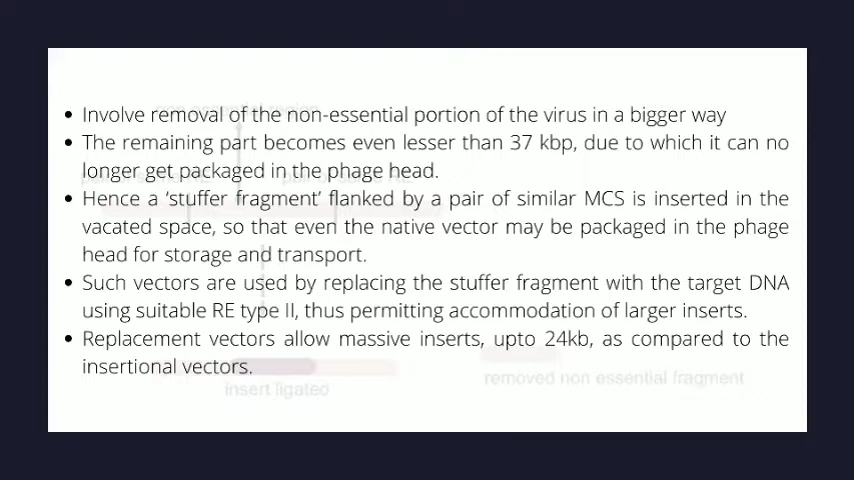 • Involve removal of the non-essential portion of the virus in a bigger way
• The remaining part becomes even lesser than 37 kbp, due to which it can no
longer get packaged in the phage head.
• Hence a 'stuffer fragment' flanked by a pair of similar MCS is inserted in the
vacated space, so that even the native vector may be packaged in the phage
head for storage and transport.
• Such vectors are used by replacing the stuffer fragment with the target DNA
using suitable RE type II, thus permitting accommodation of larger inserts.
• Replacement vectors allow massive inserts, upto 24kb, as compared to the
insertional vectors.
insert ligated
removed non essential fragment